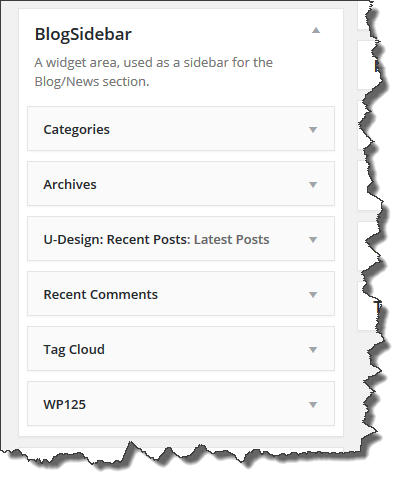 BlogSidebar
A widget area, used as a sidebar for the
Blog/News section.
Categories
Archives
U-Design: Recent Posts: Latest Posts
Recent Comments
Tag Cloud
WP125